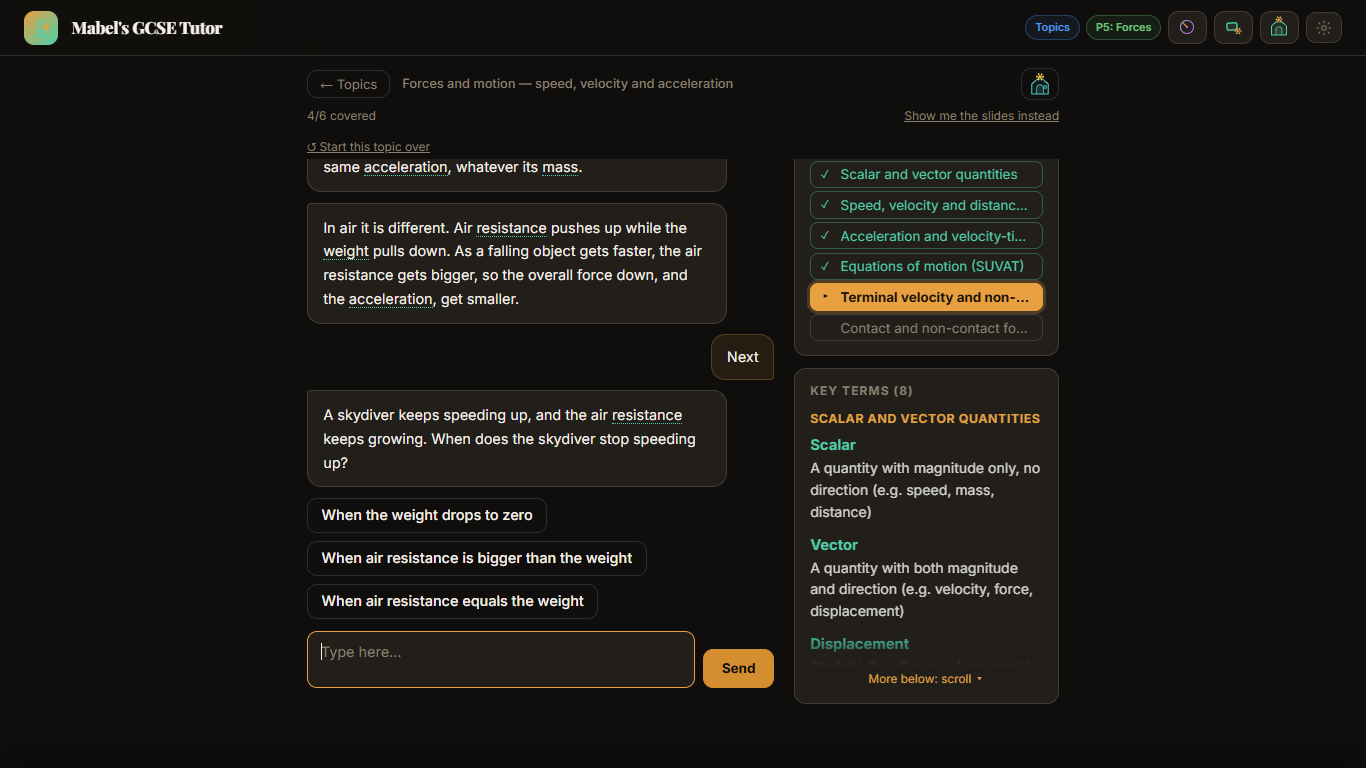 Mabel's GCSE Tutor
Topics
P5: Forces
← Topics
Forces and motion — speed, velocity and acceleration
4/6 covered
Show me the slides instead
↺ Start this topic over
same acceleration, whatever its mass.
In air it is different. Air resistance pushes up while the
weight pulls down. As a falling object gets faster, the air
resistance gets bigger, so the overall force down, and
the acceleration, get smaller.
Next
A skydiver keeps speeding up, and the air resistance
keeps growing. When does the skydiver stop speeding
up?
When the weight drops to zero
When air resistance is bigger than the weight
When air resistance equals the weight
Type here...
Send
✓ Scalar and vector quantities
✓ Speed, velocity and distanc...
✓ Acceleration and velocity-ti...
✓ Equations of motion (SUVAT)
▸ Terminal velocity and non-...
Contact and non-contact fo...
KEY TERMS (8)
SCALAR AND VECTOR QUANTITIES
Scalar
A quantity with magnitude only, no
direction (e.g. speed, mass,
distance)
Vector
A quantity with both magnitude
and direction (e.g. velocity, force,
displacement)
Displacement
More below: scroll ▾